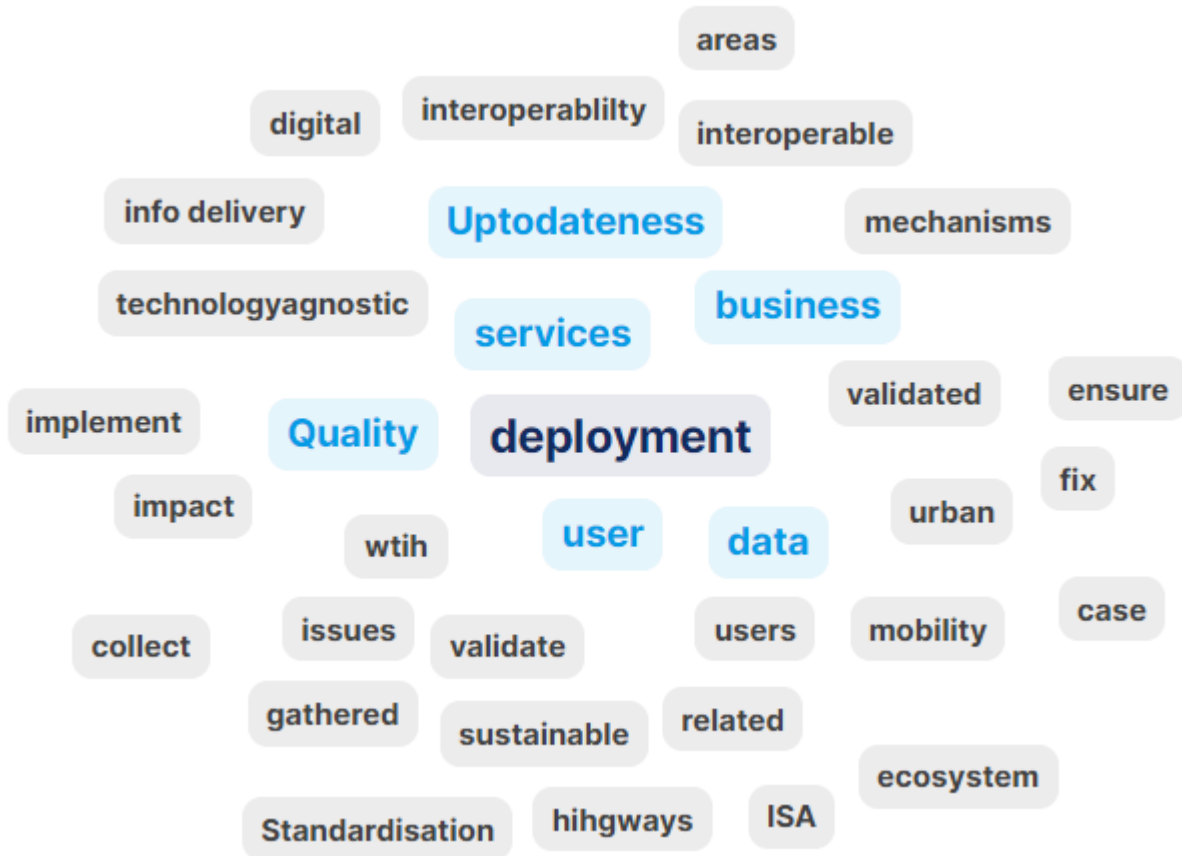 areas
digital
interoperablilty
interoperable
info delivery
Uptodateness
mechanisms
technologyagnostic
services
business
implement
Quality
deployment
validated
ensure
impact
wtih
user
data
urban
fix
collect
issues
validate
users
mobility
case
gathered
sustainable
related
ecosystem
Standardisation
hihgways
ISA